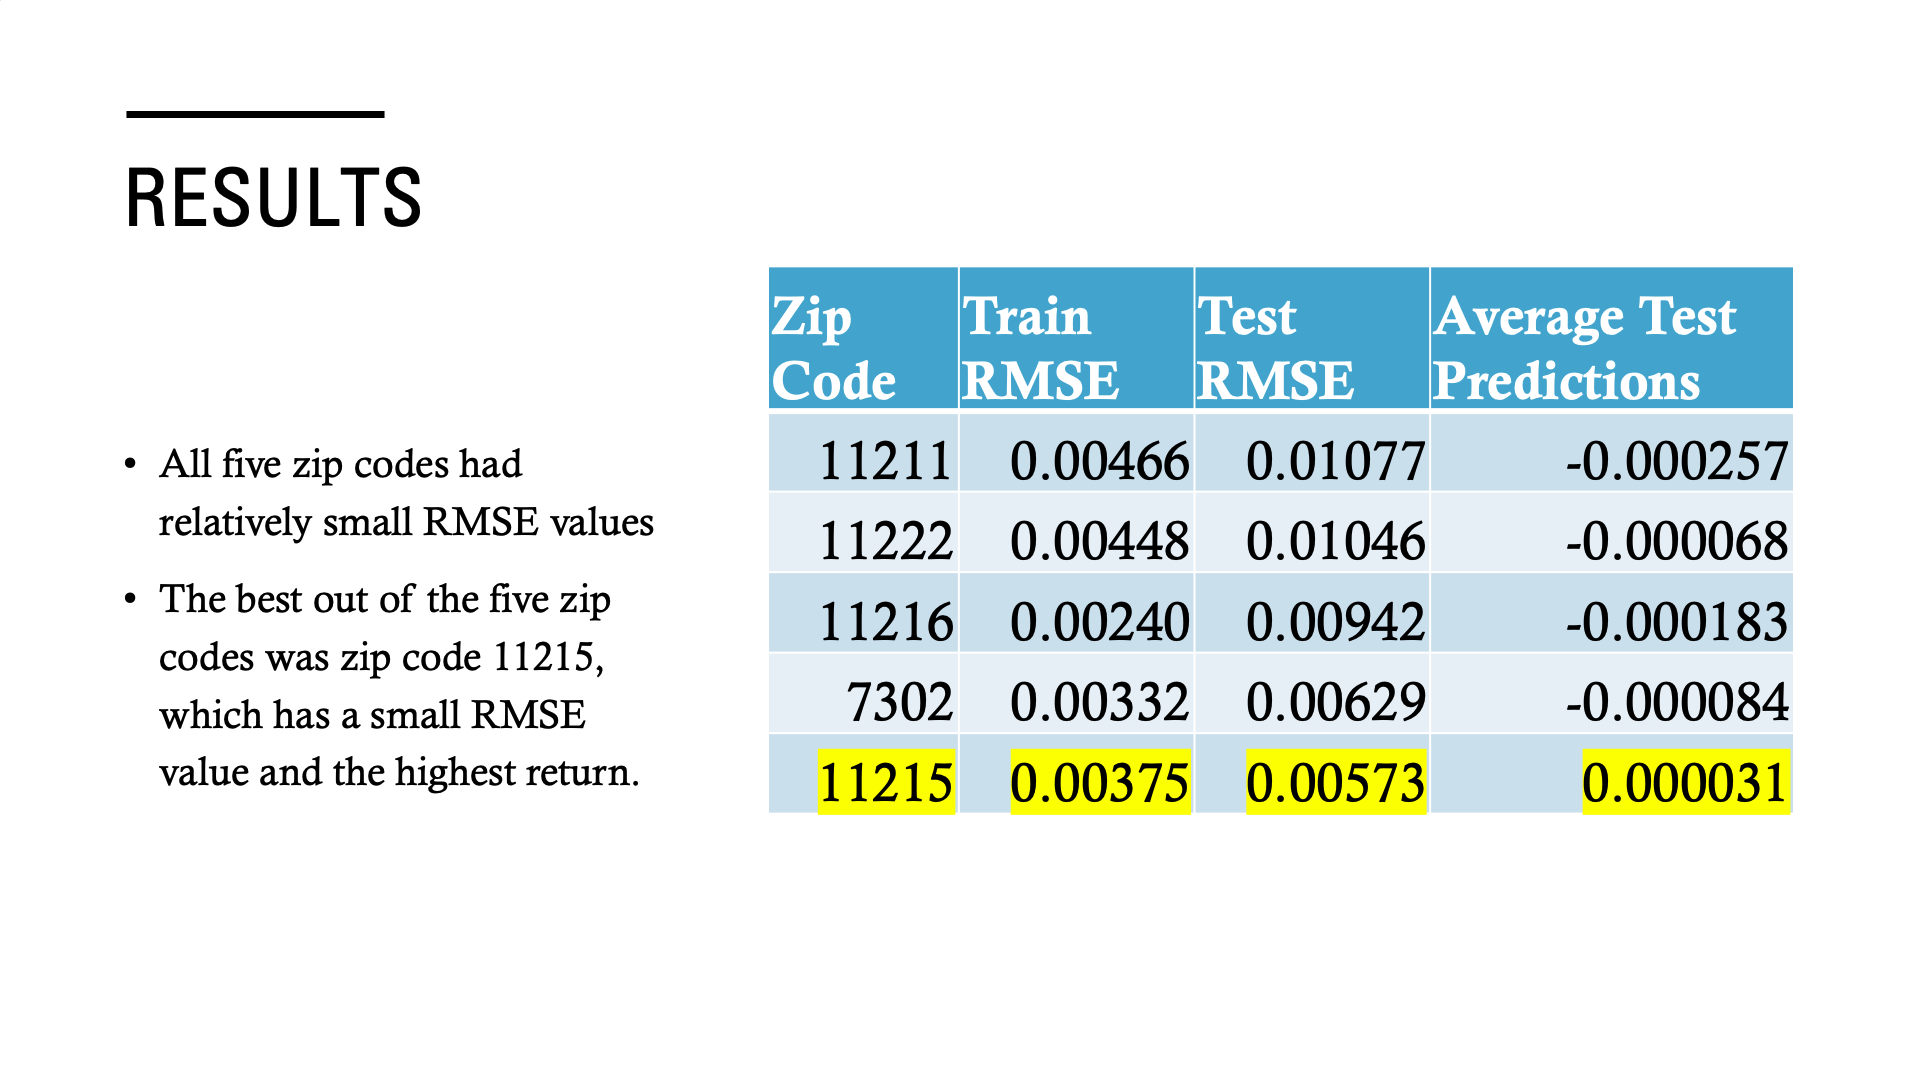 RESULTS
• All five zip codes had
relatively small RMSE values
• The best out of the five zip
codes was zip code 11215,
which has a small RMSE
value and the highest return.
Zip Code Train RMSE Test RMSE Average Test Predictions
11211 0.00466 0.01077 -0.000257
11222 0.00448 0.01046 -0.000068
11216 0.00240 0.00942 -0.000183
7302 0.00332 0.00629 -0.000084
11215 0.00375 0.00573 0.000031